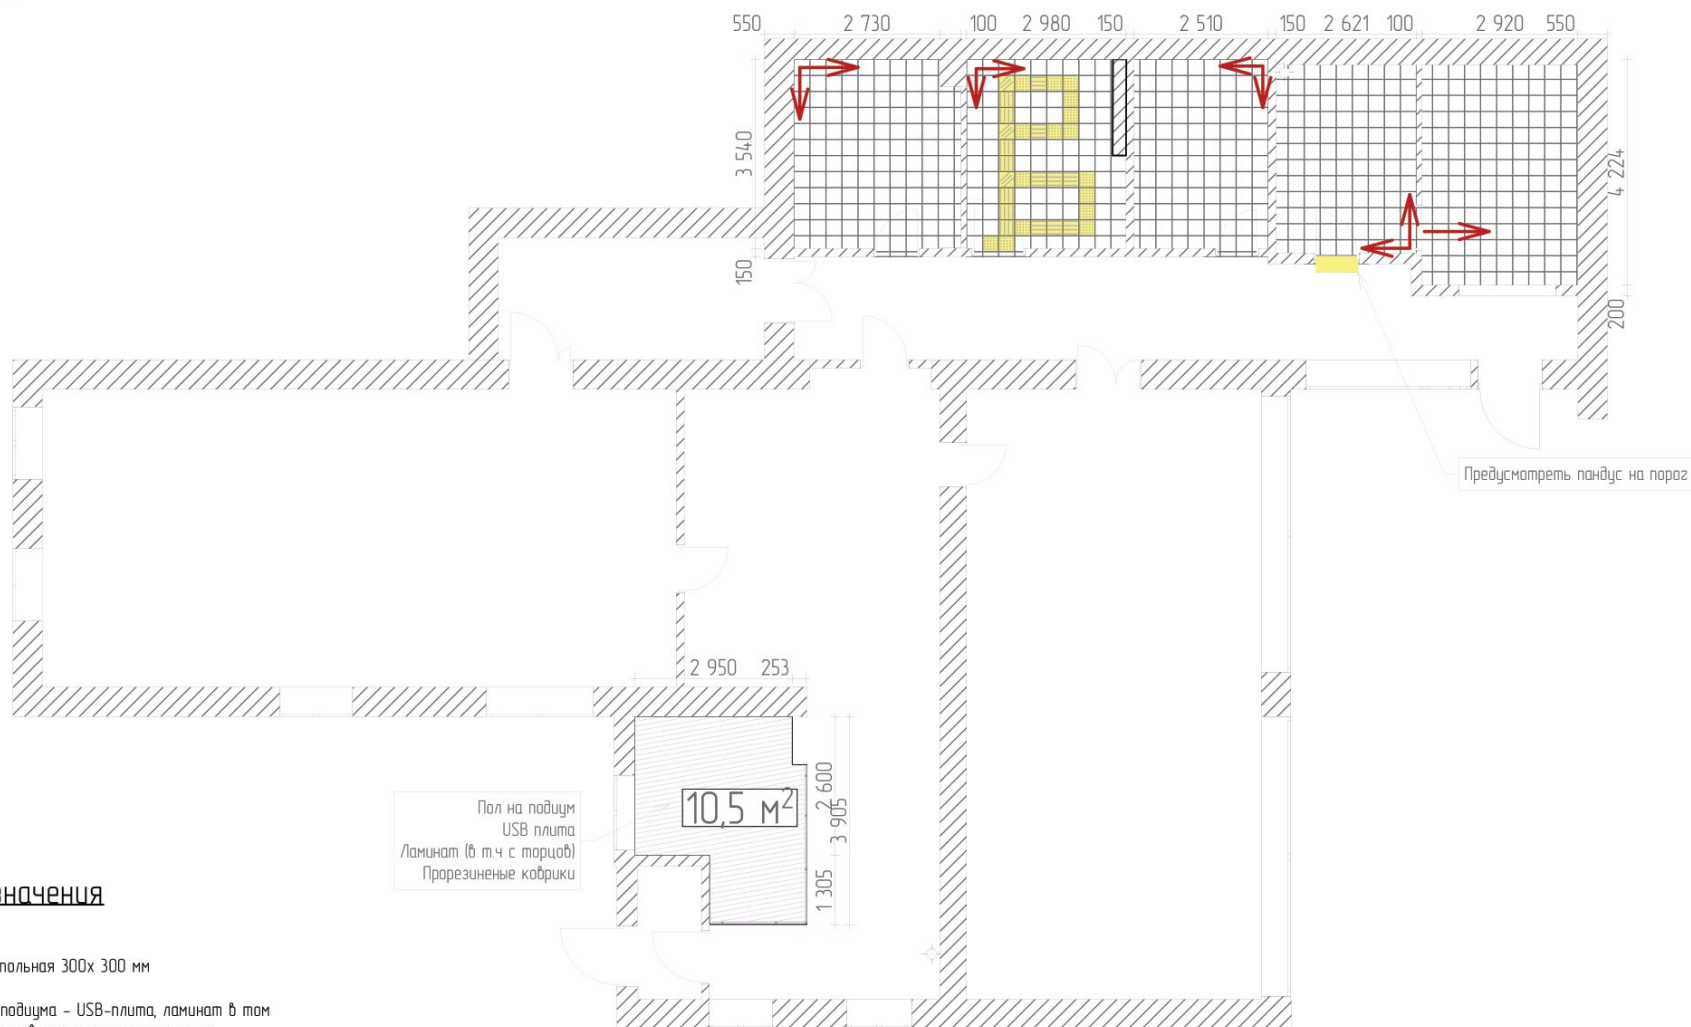 550 2 730 100 2 980 150 2 510 150 2 621 100 2 920 550
3 540
150
4 224
200
Предусмотреть пандус на порог
2 950 253
10,5 м²
2 600
3 905
1 305
Пол на подиум
USB плита
Ламинат (в т.ч с торцов)
Прорезиненые коврики
значения
польная 300х 300 мм
подиума - USB-плита, ламинат в том